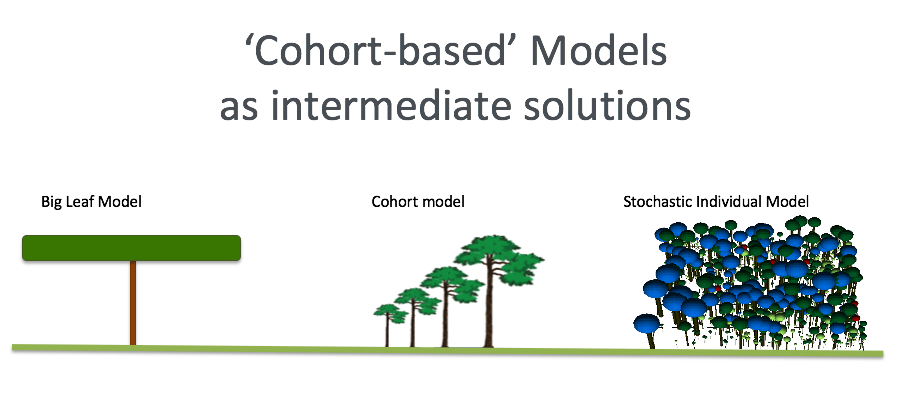 ‘Cohort-based’ Models
as intermediate solutions
Big Leaf Model
Cohort model
Stochastic Individual Model